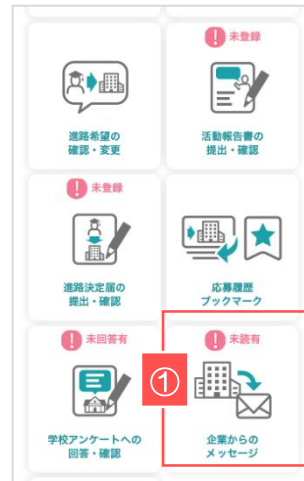 ! 未登録
進路希望の
確認・変更
活動報告書の
提出・確認
! 未登録
進路決定届の
提出・確認
応募履歴
ブックマーク
! 未回答有
! 未読有
①
学校アンケートへの
回答・確認
企業からの
メッセージ